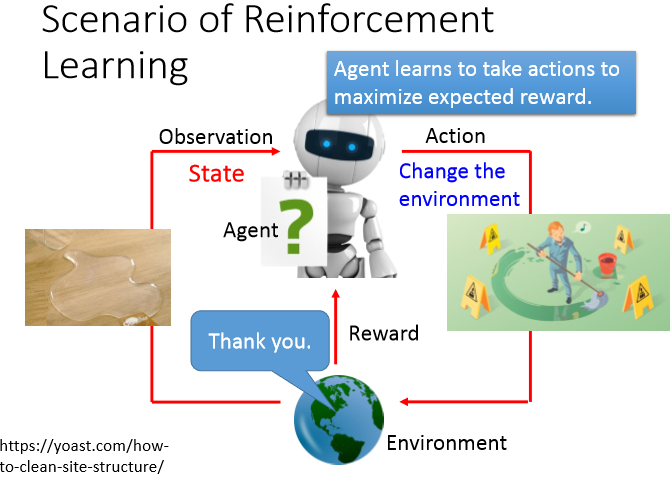 Scenario of Reinforcement
Learning
Agent learns to take actions to
maximize expected reward.
Observation
Action
State
Change the
environment
Agent
?
Thank you.
Reward
Environment
https://yoast.com/how-
to-clean-site-structure/